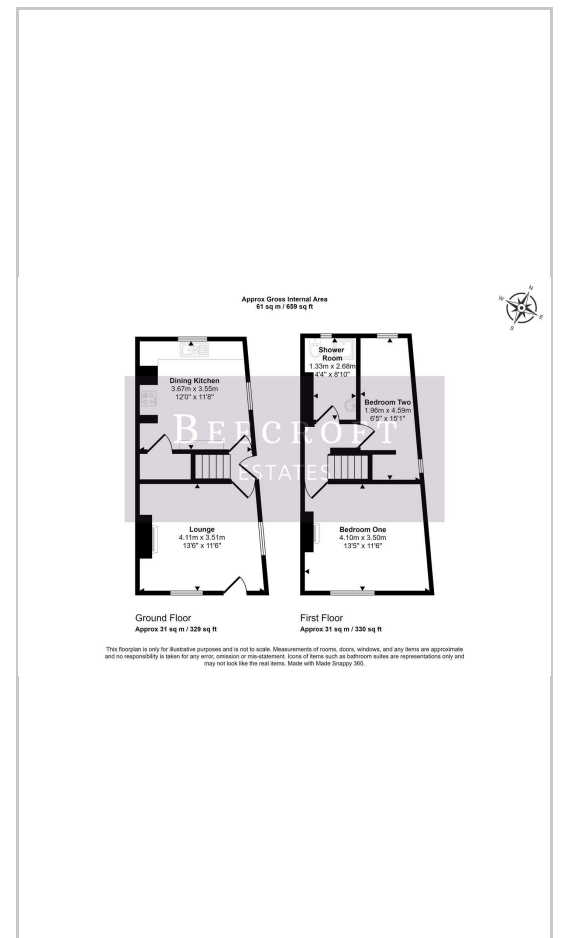 Approx Gross Internal Area
61 sq m / 659 sq ft
N
W
E
S
Dining Kitchen
3.67m x 3.55m
12'0" x 11'8"
Shower
Room
1.33m x 2.68m
4'4" x 8'10"
Bedroom Two
1.96m x 4.59m
6'5" x 15'1"
BEECROFT
ESTATES
Lounge
4.11m x 3.51m
13'6" x 11'6"
Bedroom One
4.10m x 3.50m
13'5" x 11'6"
Ground Floor
Approx 31 sq m / 329 sq ft
First Floor
Approx 31 sq m / 330 sq ft
This floorplan is only for illustrative purposes and is not to scale. Measurements of rooms, doors, windows, and any items are approximate
and no responsibility is taken for any error, omission or mis-statement. Icons of items such as bathroom suites are representations only and
may not look like the real items. Made with Made Snappy 360.